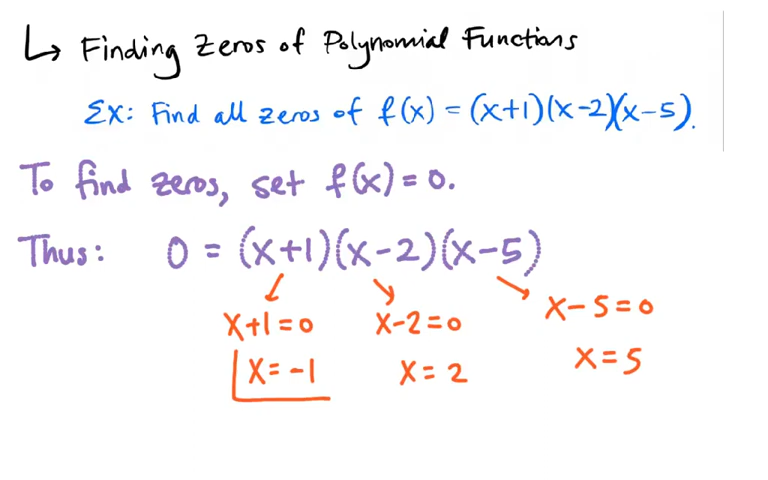 ↳ Finding Zeros of Polynomial Functions
Ex: Find all zeros of f(x) = (x+1)(x-2)(x-5).
To find zeros, set f(x)=0.
Thus: 0 = (x+1)(x-2)(x-5)
x+1=0 x-2=0 x-5=0
x=-1 x=2 x=5